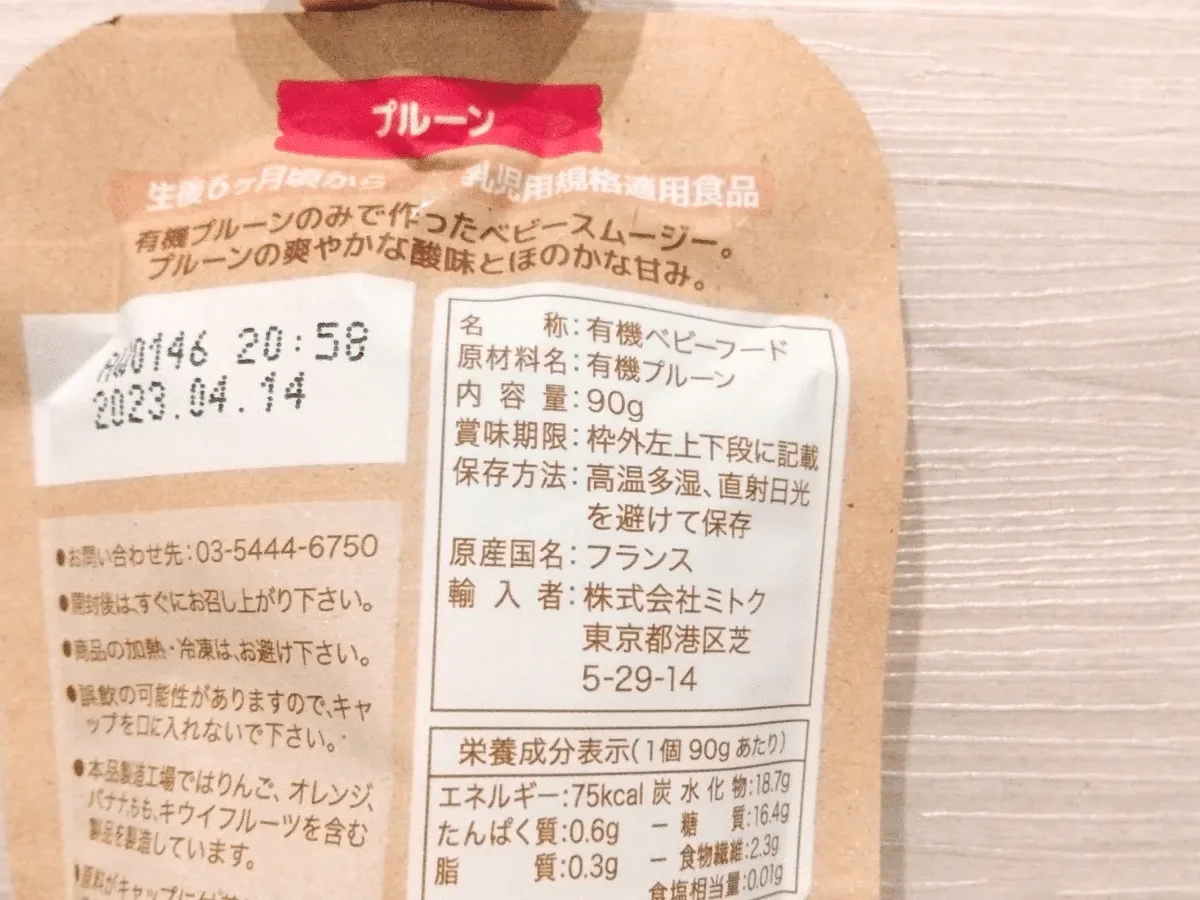 プルーン
生後6ヶ月頃から 乳児用規格適用食品
有機プルーンのみで作ったベビースムージー。
プルーンの爽やかな酸味とほのかな甘み。
0146 20:58
2023.04.14
●お問い合わせ先:03-5444-6750
●開封後は、すぐにお召し上がり下さい。
●商品の加熱・冷凍は、お避け下さい。
●誤飲の可能性がありますので、キャ
ップを口に入れないで下さい。
●本品製造工場ではりんご、オレンジ、
バナナ、もも、キウイフルーツを含む
製品を製造しています。
●原料がキャップに
名称:有機ベビーフード
原材料名:有機プルーン
内容量:90g
賞味期限:枠外左上下段に記載
保存方法:高温多湿、直射日光
を避けて保存
原産国名:フランス
輸入者:株式会社ミトク
東京都港区芝
5-29-14
栄養成分表示(1個90gあたり)
エネルギー:75kcal 炭水化物:18.7g
たんぱく質:0.6g －糖質:16.4g
脂質:0.3g －食物繊維:2.3g
食塩相当量:0.01g